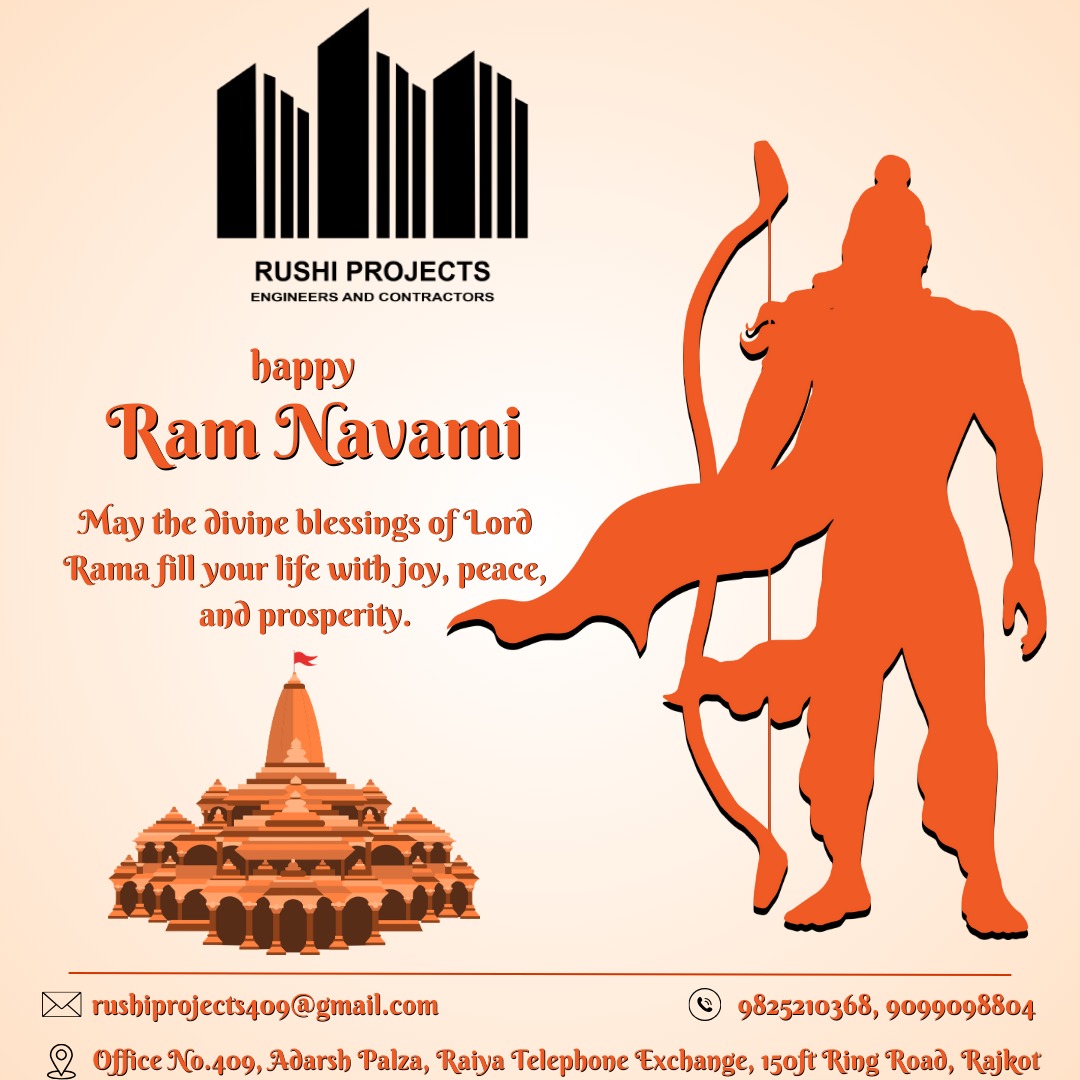 RUSHI PROJECTS
ENGINEERS AND CONTRACTORS
happy
Ram Navami
May the divine blessings of Lord
Rama fill your life with joy, peace,
and prosperity.
rushiprojects409@gmail.com
9825210368, 9099098804
Office No.409, Adarsh Palza, Raiya Telephone Exchange, 150ft Ring Road, Rajkot